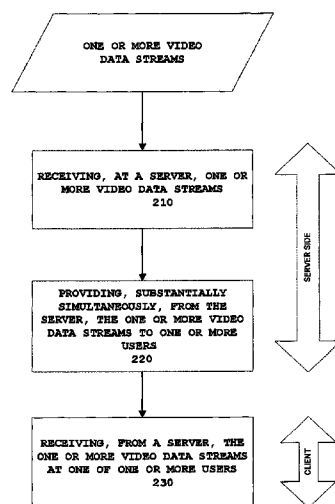 ONE OR MORE VIDEO
DATA STREAMS
RECEIVING, AT A SERVER, ONE OR
MORE VIDEO DATA STREAMS
210
PROVIDING, SUBSTANTIALLY
SIMULTANEOUSLY, FROM THE
SERVER, THE ONE OR MORE VIDEO
DATA STREAMS TO ONE OR MORE
USERS
220
SERVER SIDE
RECEIVING, FROM A SERVER, THE
ONE OR MORE VIDEO DATA STREAMS
AT ONE OF ONE OR MORE USERS
230
CLIENT